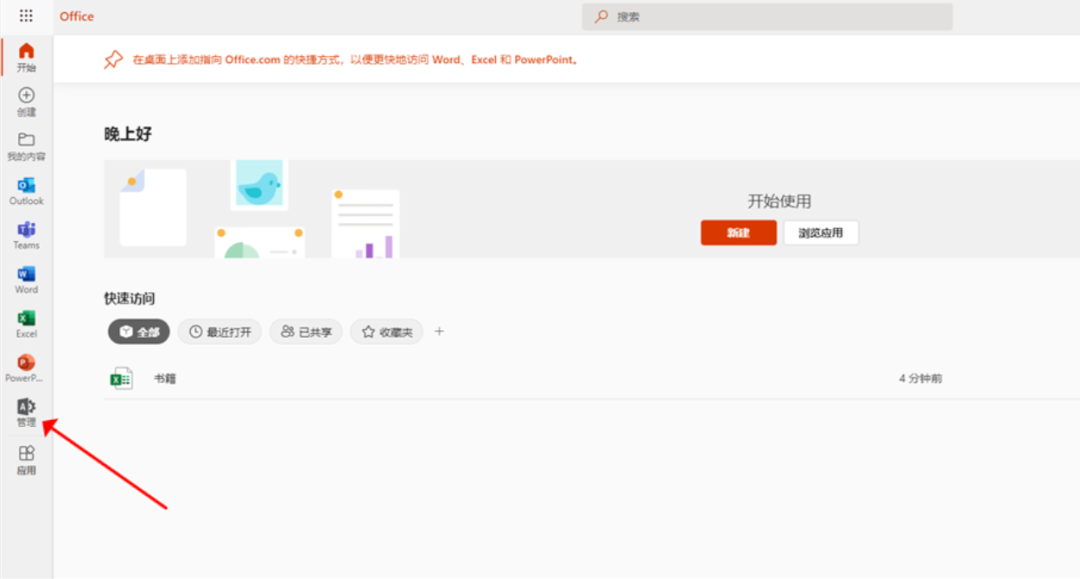 Office
搜索
开始
创建
我的内容
Outlook
Teams
Word
Excel
PowerP...
管理
应用
在桌面上添加指向 Office.com 的快捷方式，以便更快地访问 Word、Excel 和 PowerPoint。
晚上好
开始使用
新建 浏览应用
快速访问
全部 最近打开 已共享 收藏夹
书籍 4 分钟前